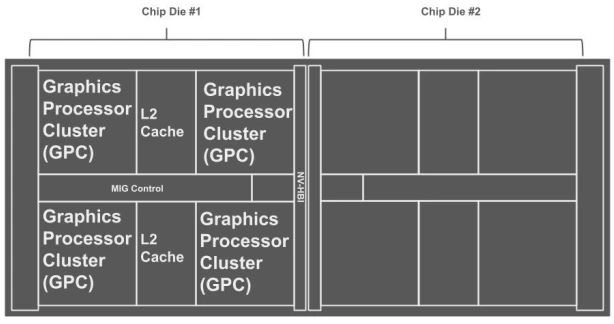 Chip Die #1
Chip Die #2
Graphics
Processor
Cluster
(GPC)
L2
Cache
Graphics
Processor
Cluster
(GPC)
MIG Control
NV-HBI
Graphics
Processor
Cluster
(GPC)
L2
Cache
Graphics
Processor
Cluster
(GPC)